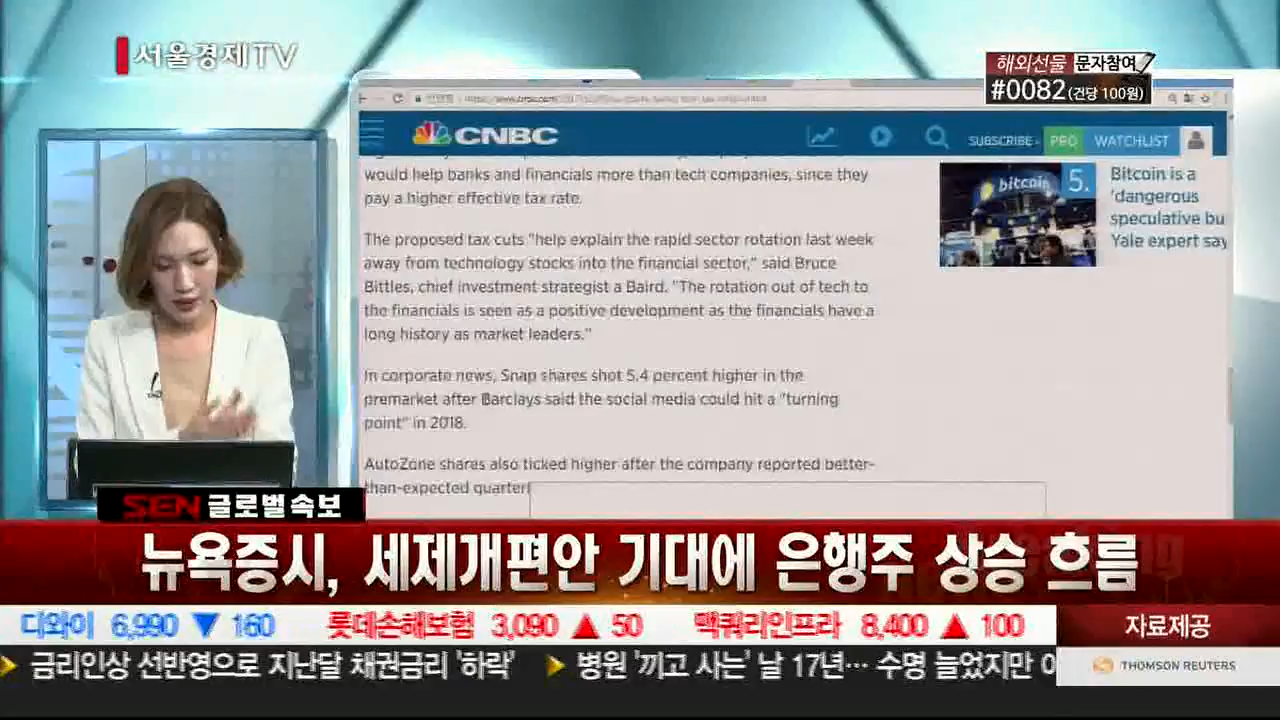 서울경제TV
해외선물 문자참여
#0082(건당 100원)
CNBC
SUBSCRIBE
PRO
WATCHLIST
would help banks and financials more than tech companies, since they
pay a higher effective tax rate.
The proposed tax cuts "help explain the rapid sector rotation last week
away from technology stocks into the financial sector," said Bruce
Bittles, chief investment strategist a Baird. "The rotation out of tech to
the financials is seen as a positive development as the financials have a
long history as market leaders."
In corporate news, Snap shares shot 5.4 percent higher in the
premarket after Barclays said the social media could hit a "turning
point" in 2018.
AutoZone shares also ticked higher after the company reported better-
than-expected quarterl
bitcoin
5.
Bitcoin is a
'dangerous
speculative bu
Yale expert say
SEN 글로벌속보
뉴욕증시, 세제개편안 기대에 은행주 상승 흐름
디와이 6,990 ▼ 160 롯데손해보험 3,090 ▲ 50 맥쿼리인프라 8,400 ▲ 100
자료제공
금리인상 선반영으로 지난달 채권금리 '하락' 병원 '끼고 사는' 날 17년… 수명 늘었지만
THOMSON REUTERS